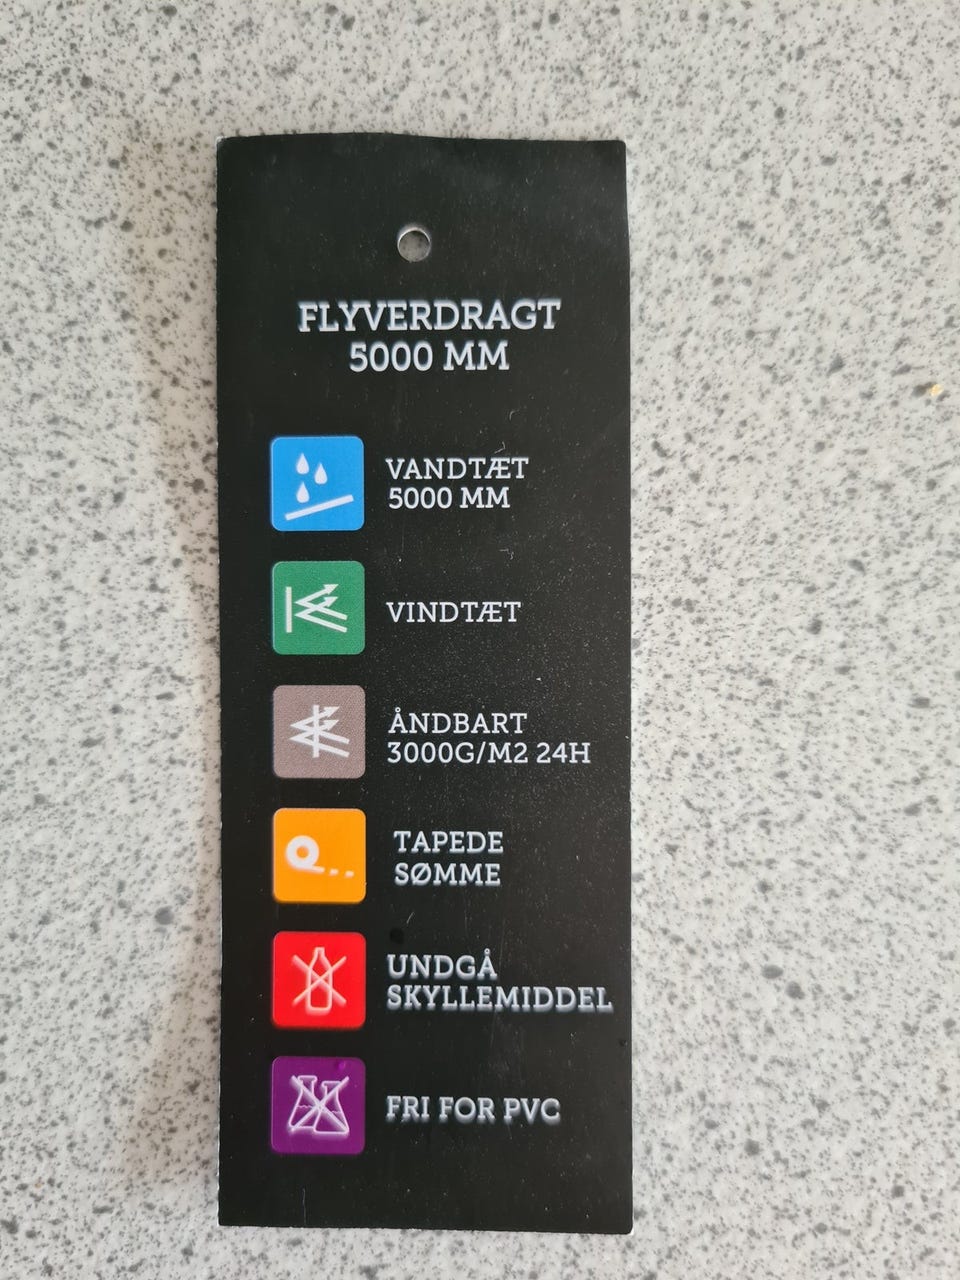 FLYVERDRAGT
5000 MM
VANDTÆT
5000 MM
VINDTÆT
ÅNDBART
3000G/M2 24H
TAPEDE
SØMME
UNDGÅ
SKYLLEMIDDEL
FRI FOR PVC